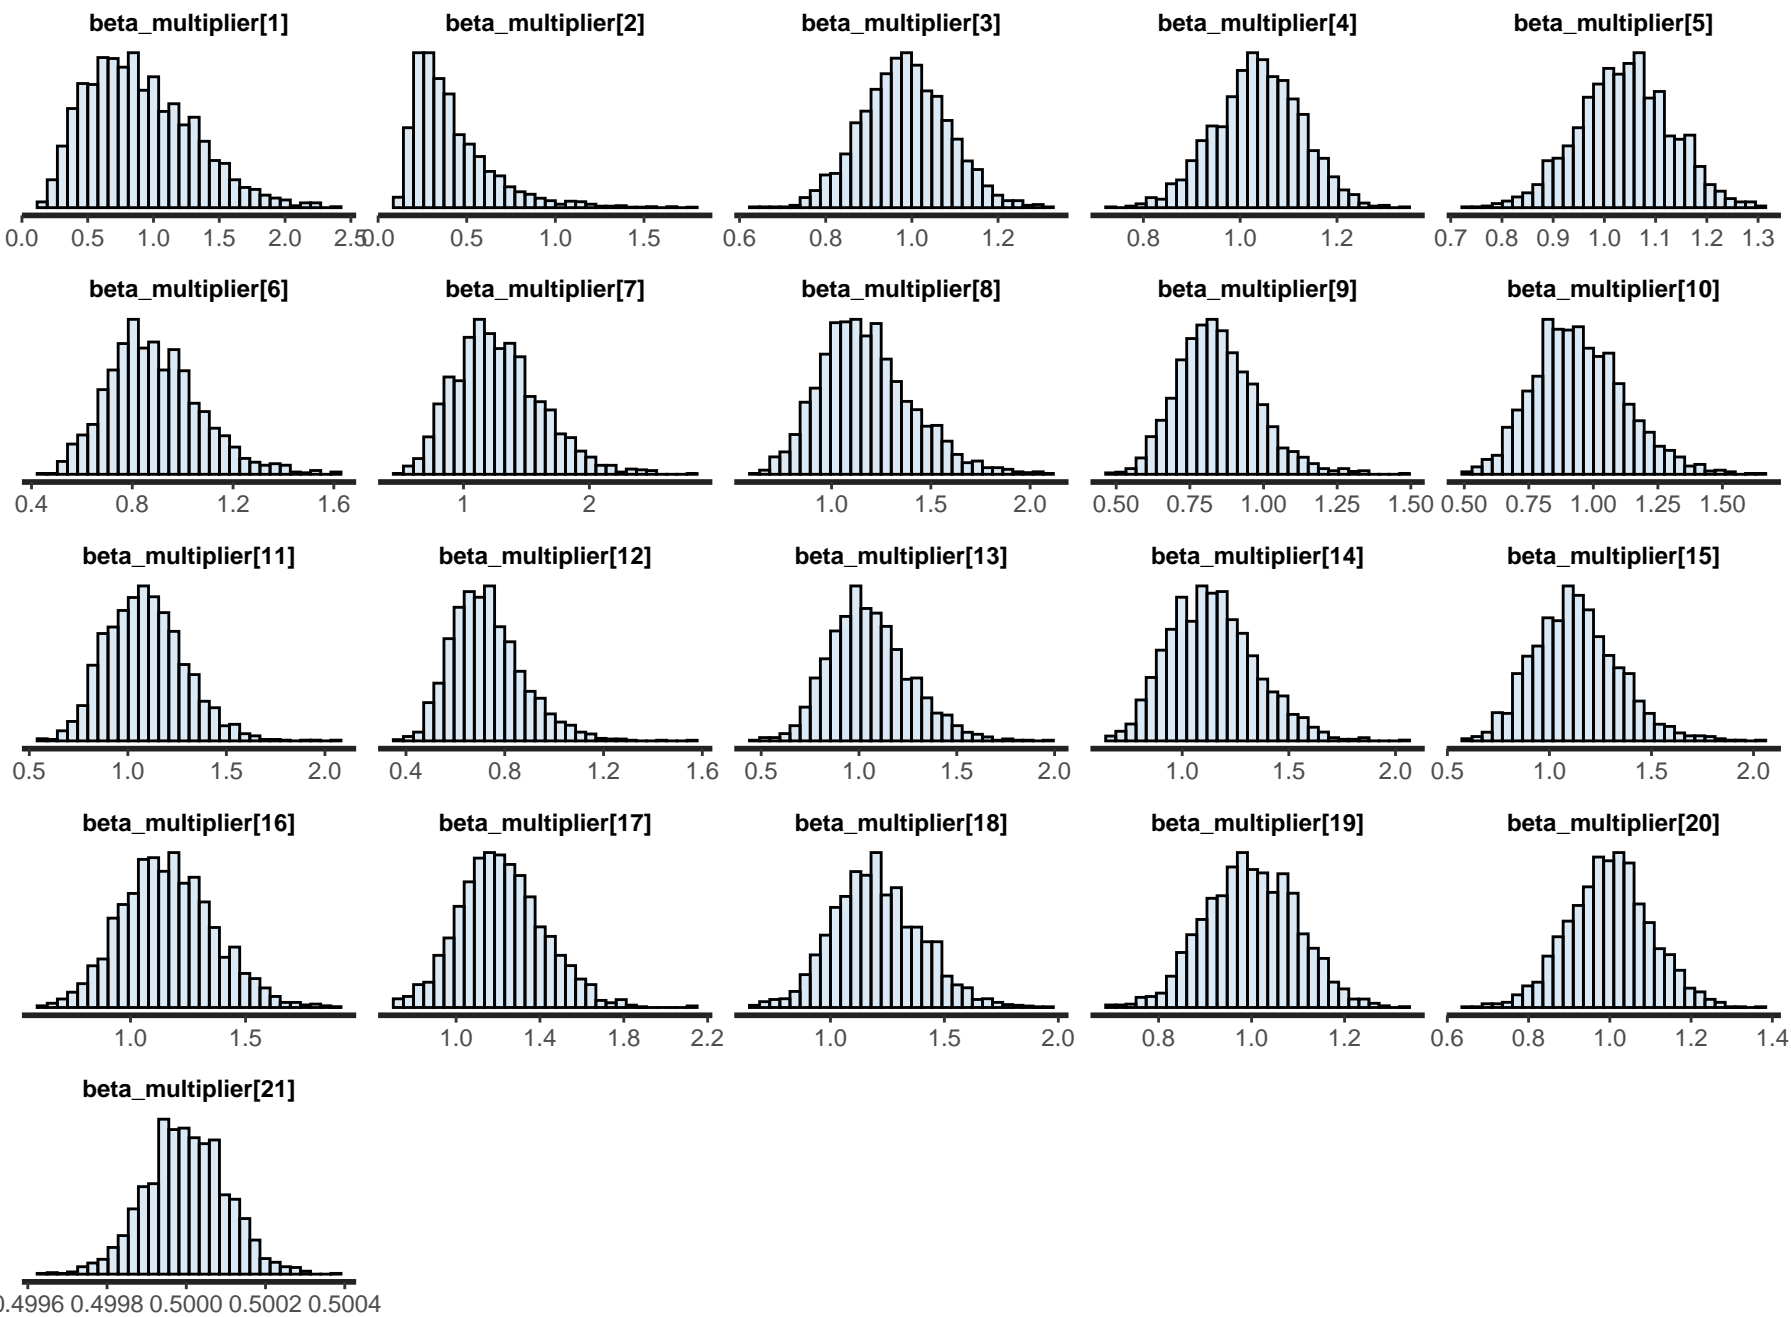 beta_multiplier[1] beta_multiplier[2] beta_multiplier[3] beta_multiplier[4] beta_multiplier[5]
0.0 0.5 1.0 1.5 2.0 2.5 0.0 0.5 1.0 1.5 0.6 0.8 1.0 1.2 0.8 1.0 1.2 0.7 0.8 0.9 1.0 1.1 1.2 1.3
beta_multiplier[6] beta_multiplier[7] beta_multiplier[8] beta_multiplier[9] beta_multiplier[10]
0.4 0.8 1.2 1.6 1 2 1.0 1.5 2.0 0.50 0.75 1.00 1.25 1.50 0.50 0.75 1.00 1.25 1.50
beta_multiplier[11] beta_multiplier[12] beta_multiplier[13] beta_multiplier[14] beta_multiplier[15]
0.5 1.0 1.5 2.0 0.4 0.8 1.2 1.6 0.5 1.0 1.5 2.0 1.0 1.5 2.0 0.5 1.0 1.5 2.0
beta_multiplier[16] beta_multiplier[17] beta_multiplier[18] beta_multiplier[19] beta_multiplier[20]
1.0 1.5 1.0 1.4 1.8 2.2 1.0 1.5 2.0 0.8 1.0 1.2 0.6 0.8 1.0 1.2 1.4
beta_multiplier[21]
0.4996 0.4998 0.5000 0.5002 0.5004